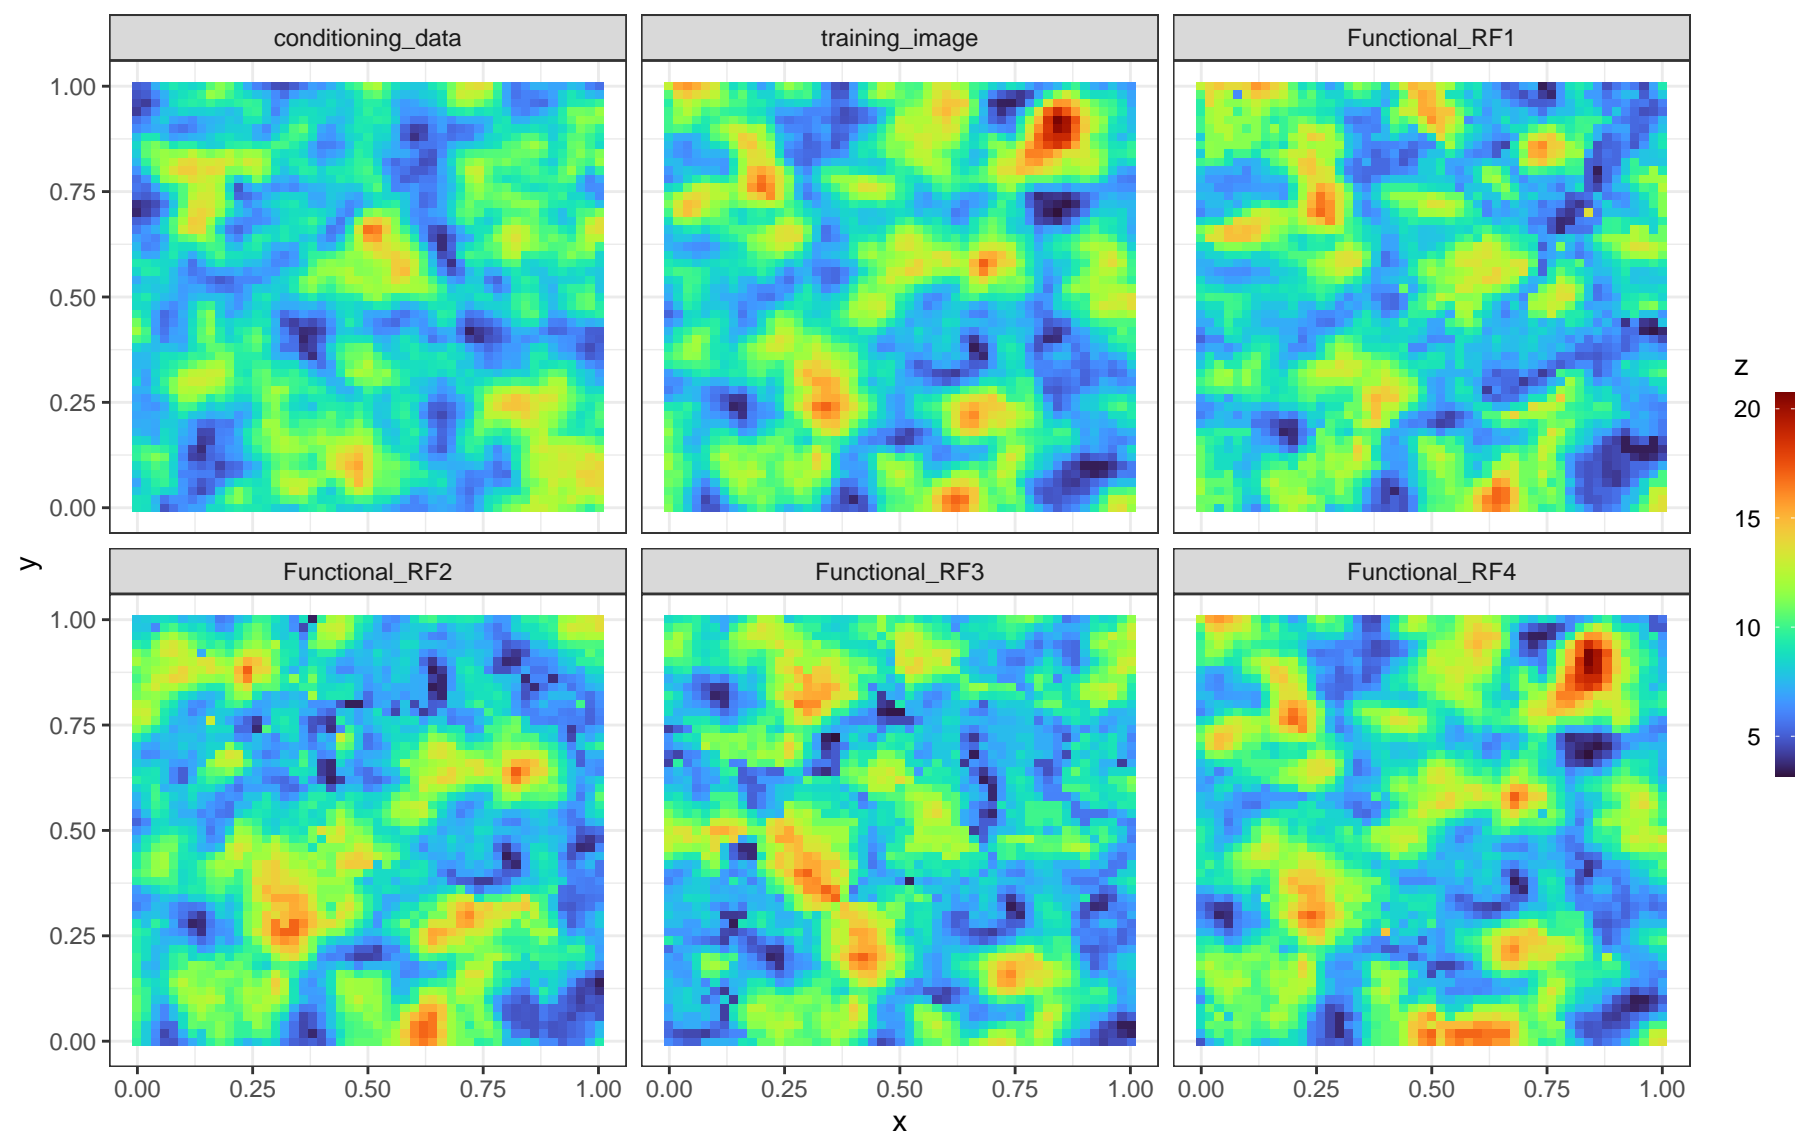 conditioning_data training_image Functional_RF1
1.00
0.75
0.50
0.25
0.00
z
20
15
10
5
y
Functional_RF2 Functional_RF3 Functional_RF4
1.00
0.75
0.50
0.25
0.00
0.00 0.25 0.50 0.75 1.00 0.00 0.25 0.50 0.75 1.00 0.00 0.25 0.50 0.75 1.00
x